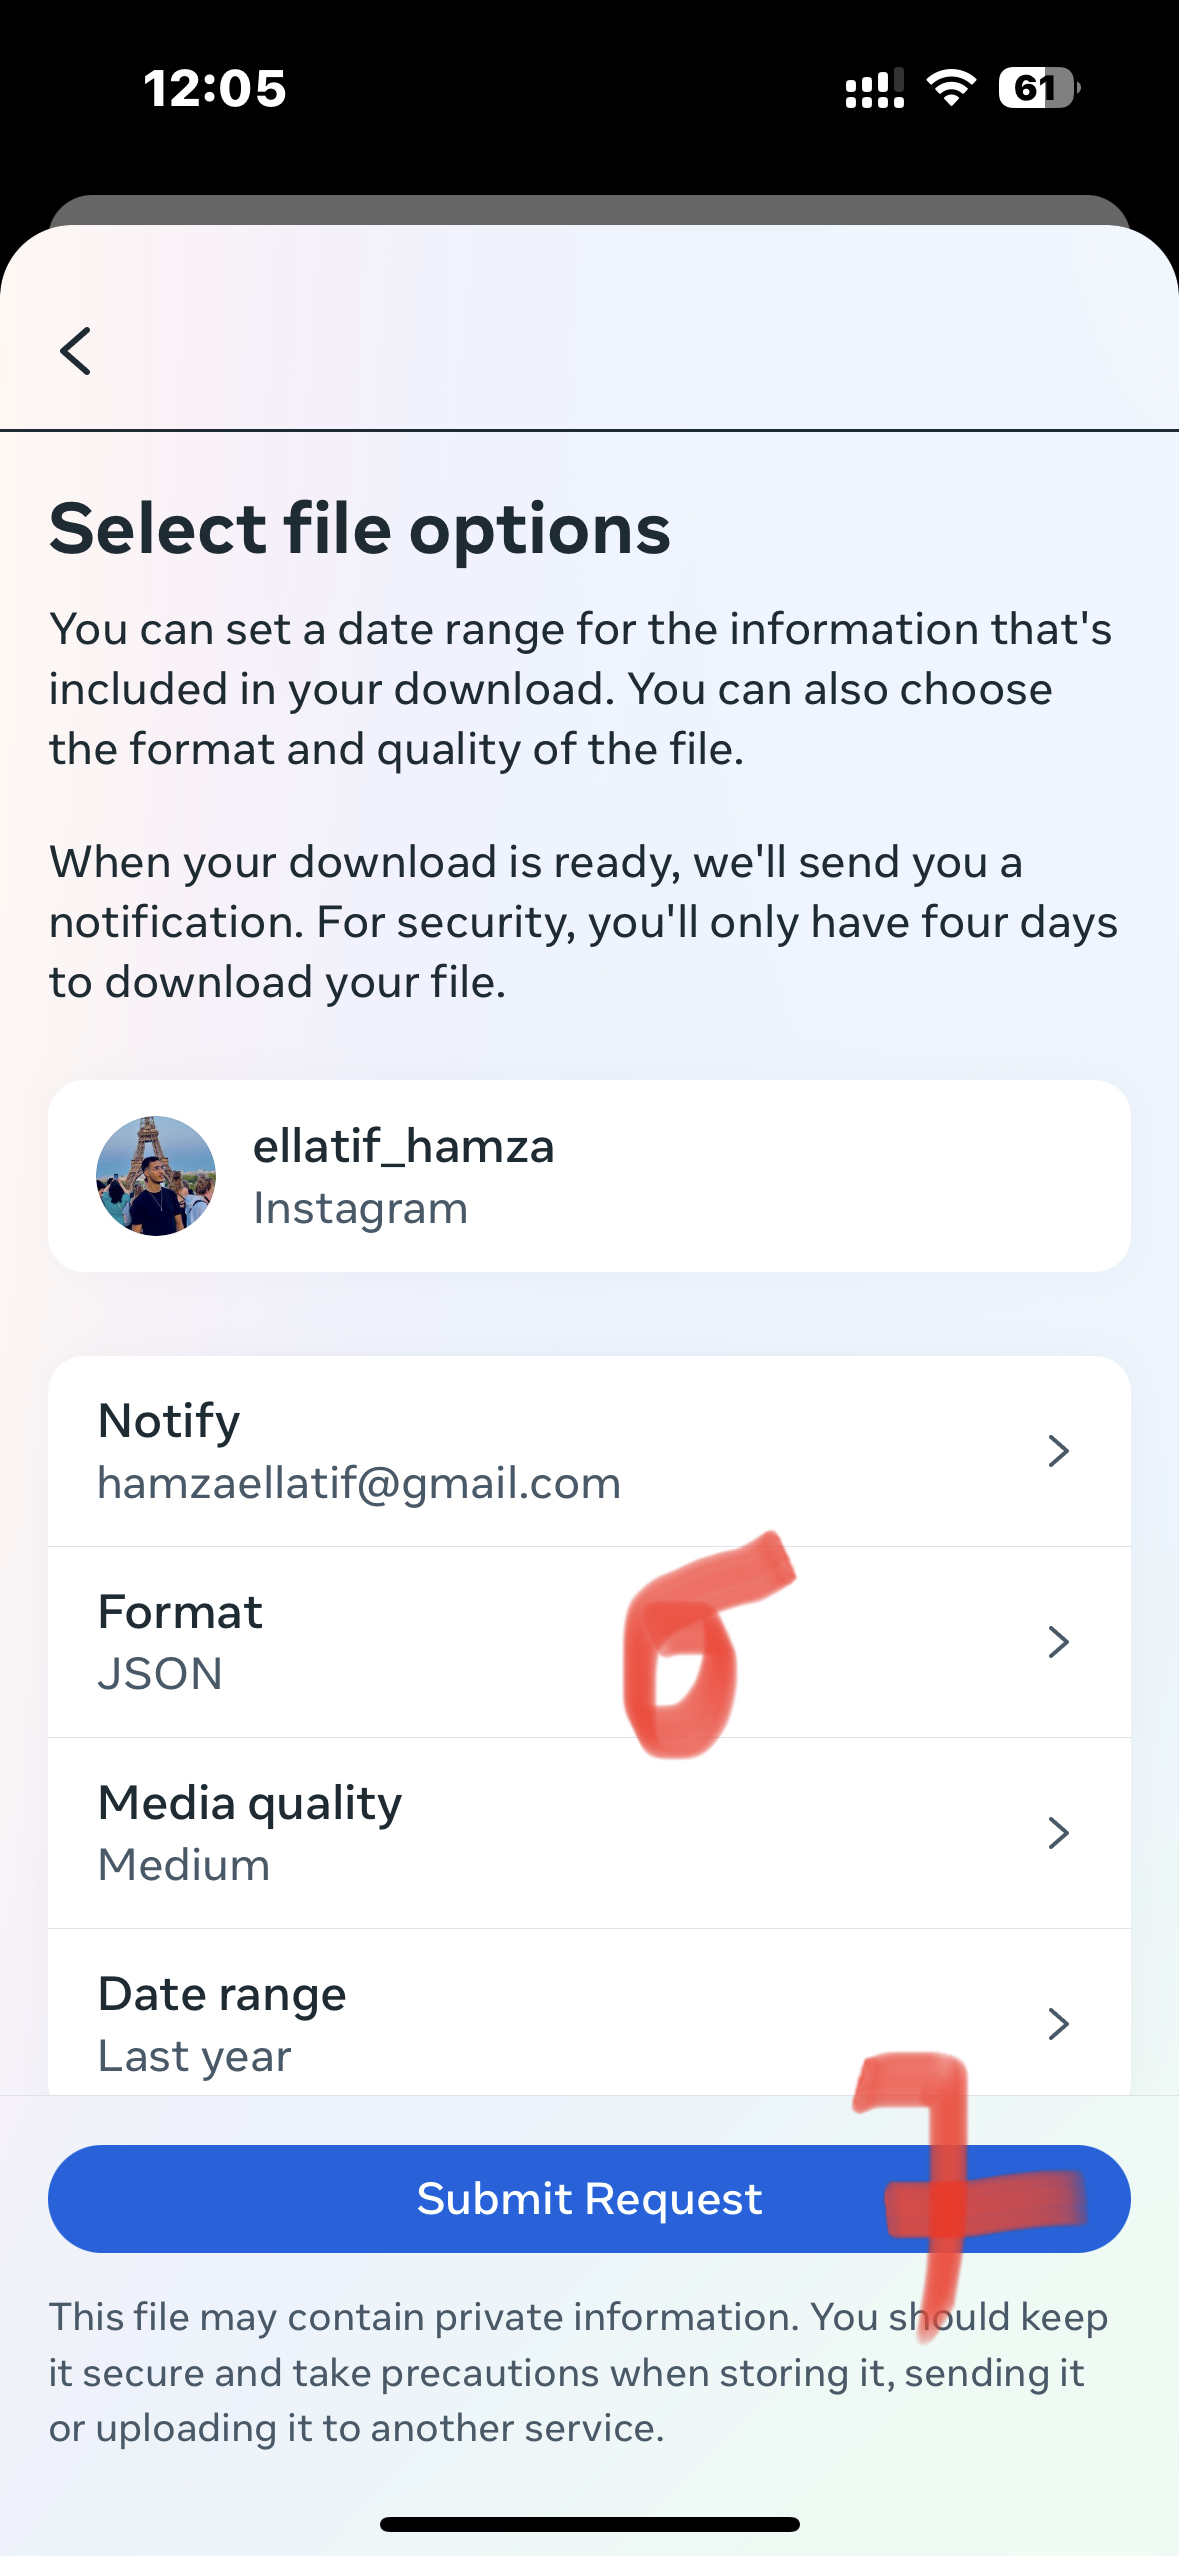 12:05
61
Select file options
You can set a date range for the information that's
included in your download. You can also choose
the format and quality of the file.
When your download is ready, we'll send you a
notification. For security, you'll only have four days
to download your file.
ellatif_hamza
Instagram
Notify
hamzaellatif@gmail.com
6
Format
JSON
Media quality
Medium
Date range
Last year
7
Submit Request
This file may contain private information. You should keep
it secure and take precautions when storing it, sending it
or uploading it to another service.